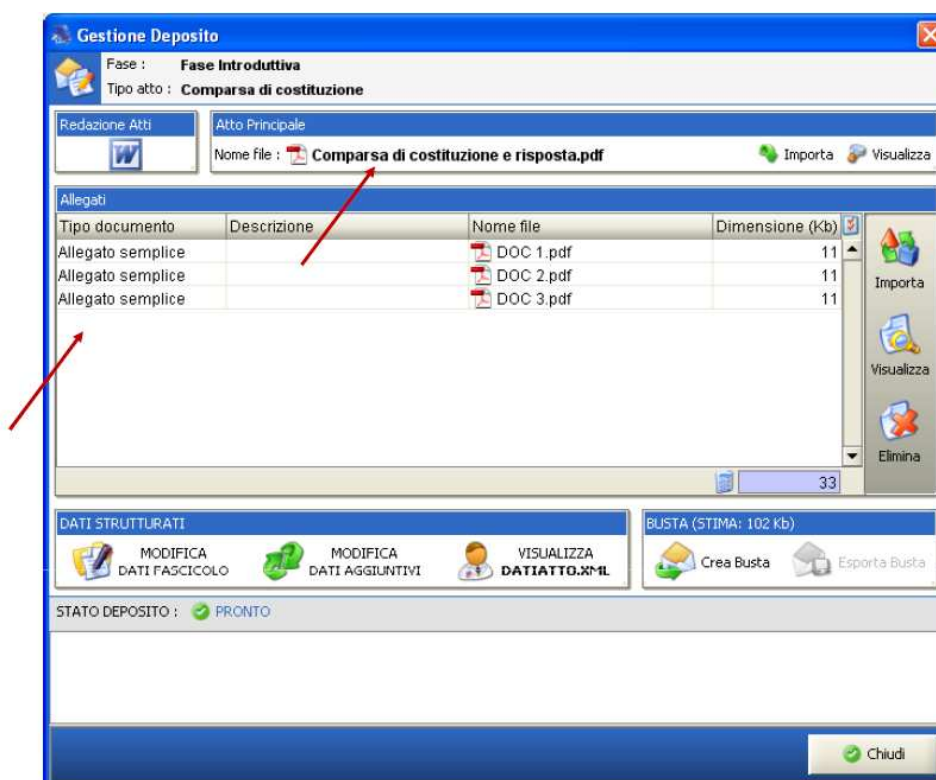 Gestione Deposito
Fase : Fase Introduttiva
Tipo atto : Comparsa di costituzione
Redazione Atti
Atto Principale
Nome file : Comparsa di costituzione e risposta.pdf Importa Visualizza
Allegati
Tipo documento Descrizione Nome file Dimensione (Kb)
Allegato semplice DOC 1.pdf 11
Allegato semplice DOC 2.pdf 11
Allegato semplice DOC 3.pdf 11
Importa
Visualizza
Elimina
33
DATI STRUTTURATI
MODIFICA DATI FASCICOLO
MODIFICA DATI AGGIUNTIVI
VISUALIZZA DATIATTO.XML
BUSTA (STIMA: 102 Kb)
Crea Busta Esporta Busta
STATO DEPOSITO : PRONTO
Chiudi